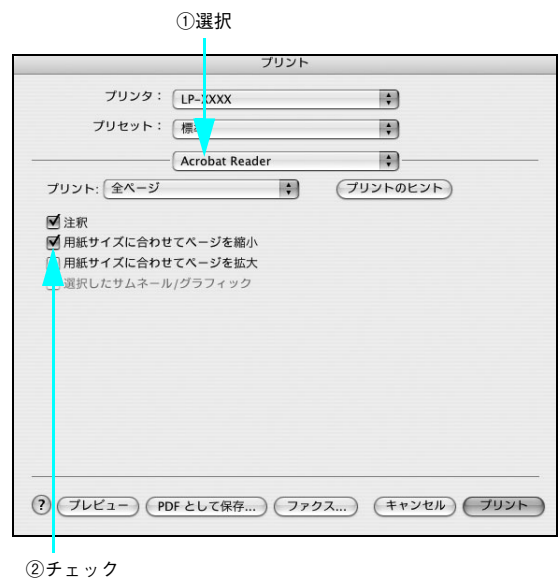 ①選択
プリント
プリンタ： LP-XXXX
プリセット： 標準
Acrobat Reader
プリント: 全ページ プリントのヒント
注釈
用紙サイズに合わせてページを縮小
用紙サイズに合わせてページを拡大
選択したサムネール/グラフィック
? プレビュー PDF として保存... ファクス... キャンセル プリント
②チェック